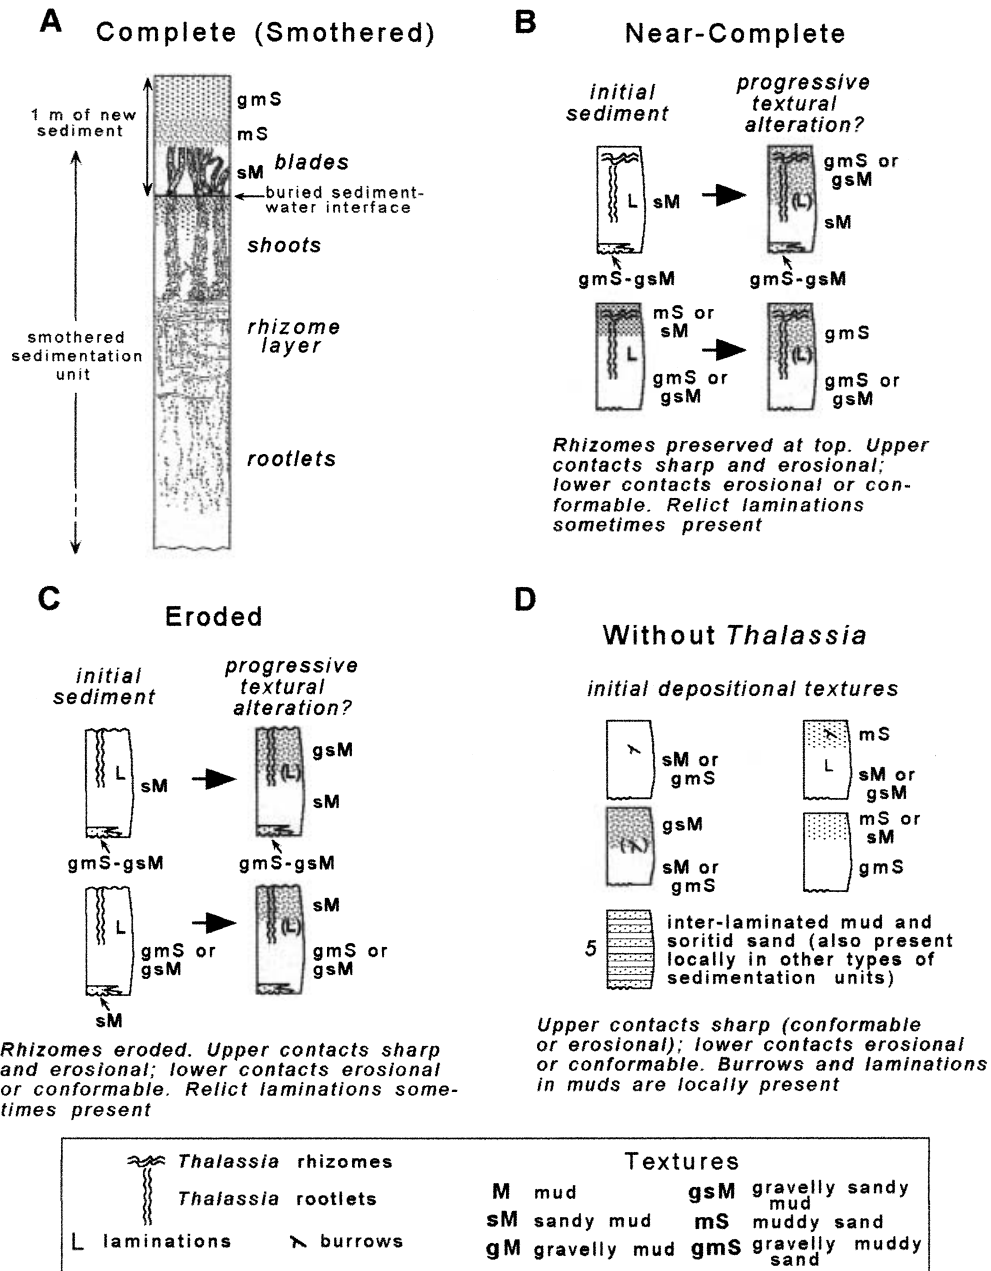 A Complete (Smothered)
1 m of new
sediment
gmS
mS
sM blades
buried sediment-
water interface
shoots
smothered
sedimentation
unit
rhizome
layer
rootlets
B Near-Complete
initial
sediment
progressive
textural
alteration?
L sM
gmS-gsM
gmS or
gsM
(L)
sM
gmS-gsM
mS or
sM
L
gmS or
gsM
gmS
(L)
gmS or
gsM
Rhizomes preserved at top. Upper
contacts sharp and erosional;
lower contacts erosional or con-
formable. Relict laminations
sometimes present
C
Eroded
initial
sediment
progressive
textural
alteration?
L sM
gmS-gsM
gsM
(L)
sM
gmS-gsM
L
gmS or
gsM
sM
sM
(L)
gmS or
gsM
Rhizomes eroded. Upper contacts sharp
and erosional; lower contacts erosional
or conformable. Relict laminations some-
times present
D
Without Thalassia
initial depositional textures
sM or
gmS
mS
L
sM or
gsM
gsM
sM or
gmS
mS or
sM
gmS
5
inter-laminated mud and
soritid sand (also present
locally in other types of
sedimentation units)
Upper contacts sharp (conformable
or erosional); lower contacts erosional
or conformable. Burrows and laminations
in muds are locally present
Thalassia rhizomes
Thalassia rootlets
L laminations
burrows
Textures
M mud
sM sandy mud
gM gravelly mud
gsM gravelly sandy
mud
mS muddy sand
gmS gravelly muddy
sand